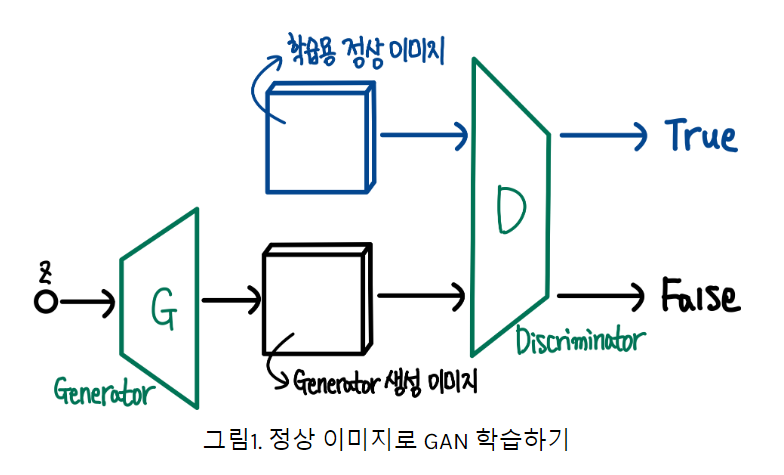 학습용 정상 이미지
True
D
z
G
False
Discriminator
Generator
Generator 생성 이미지
그림1. 정상 이미지로 GAN 학습하기